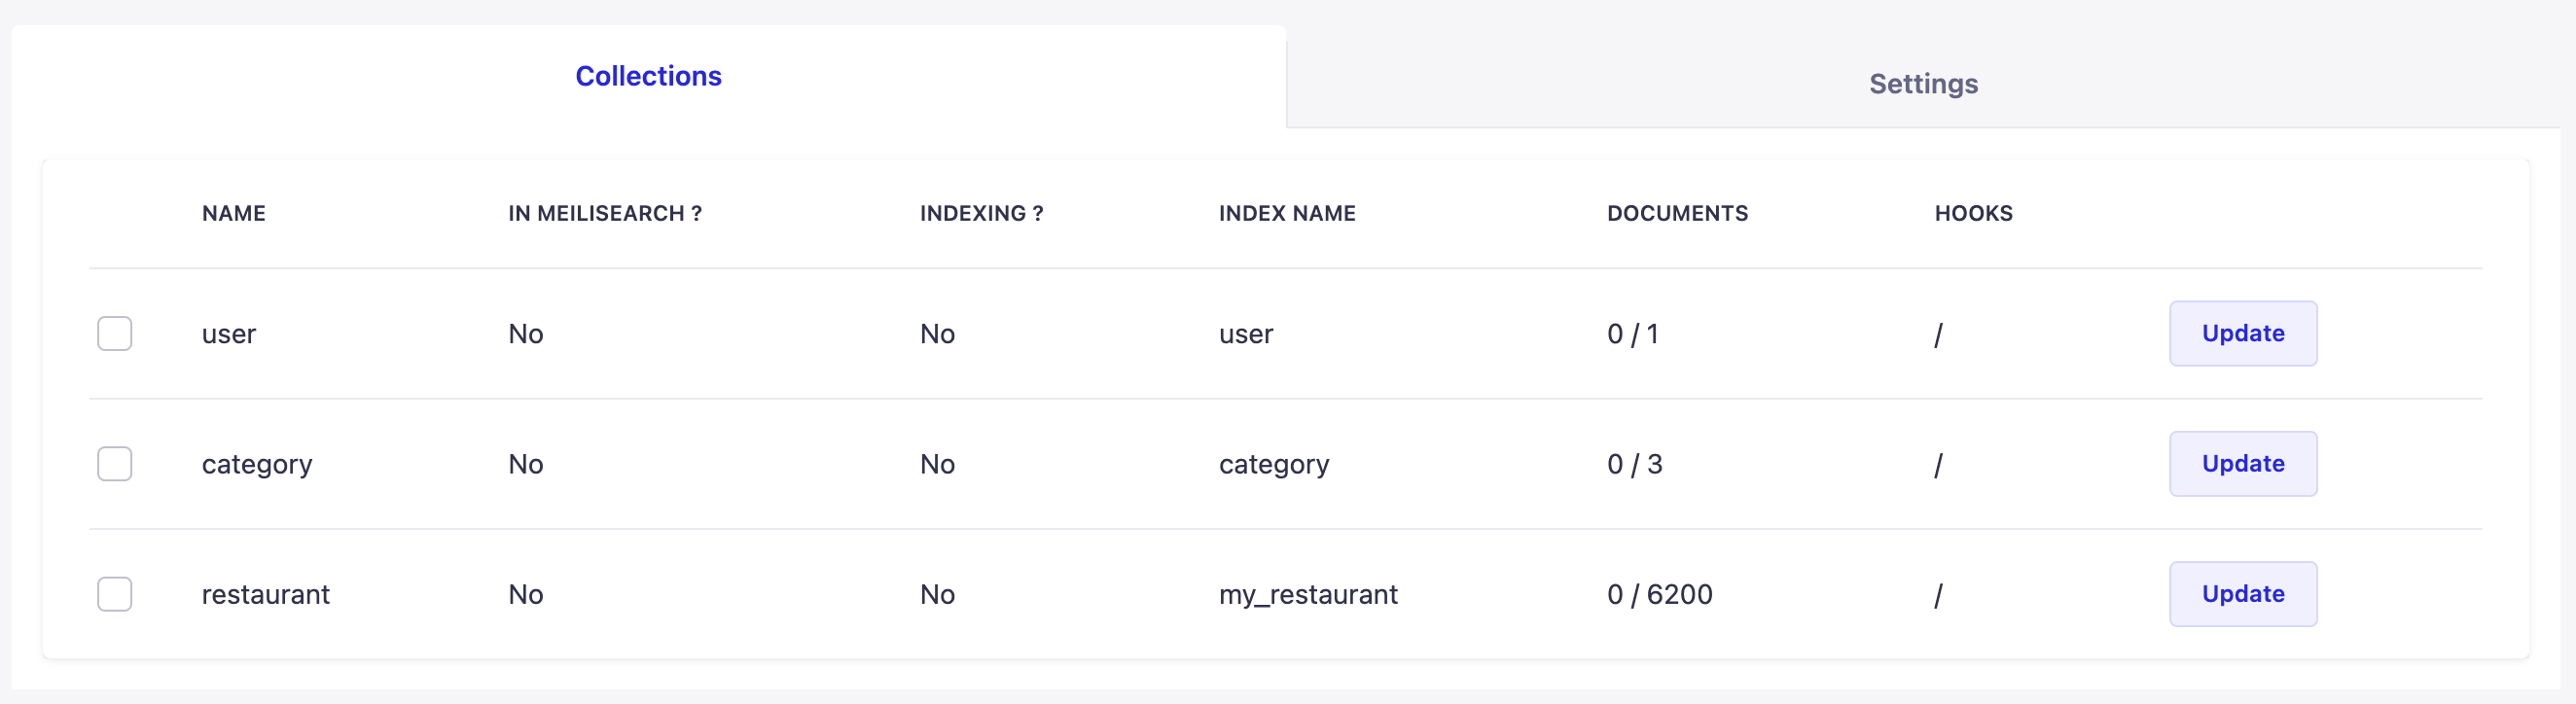 Collections
Settings
NAME IN MEILISEARCH ? INDEXING ? INDEX NAME DOCUMENTS HOOKS
user No No user 0 / 1 / Update
category No No category 0 / 3 / Update
restaurant No No my_restaurant 0 / 6200 / Update